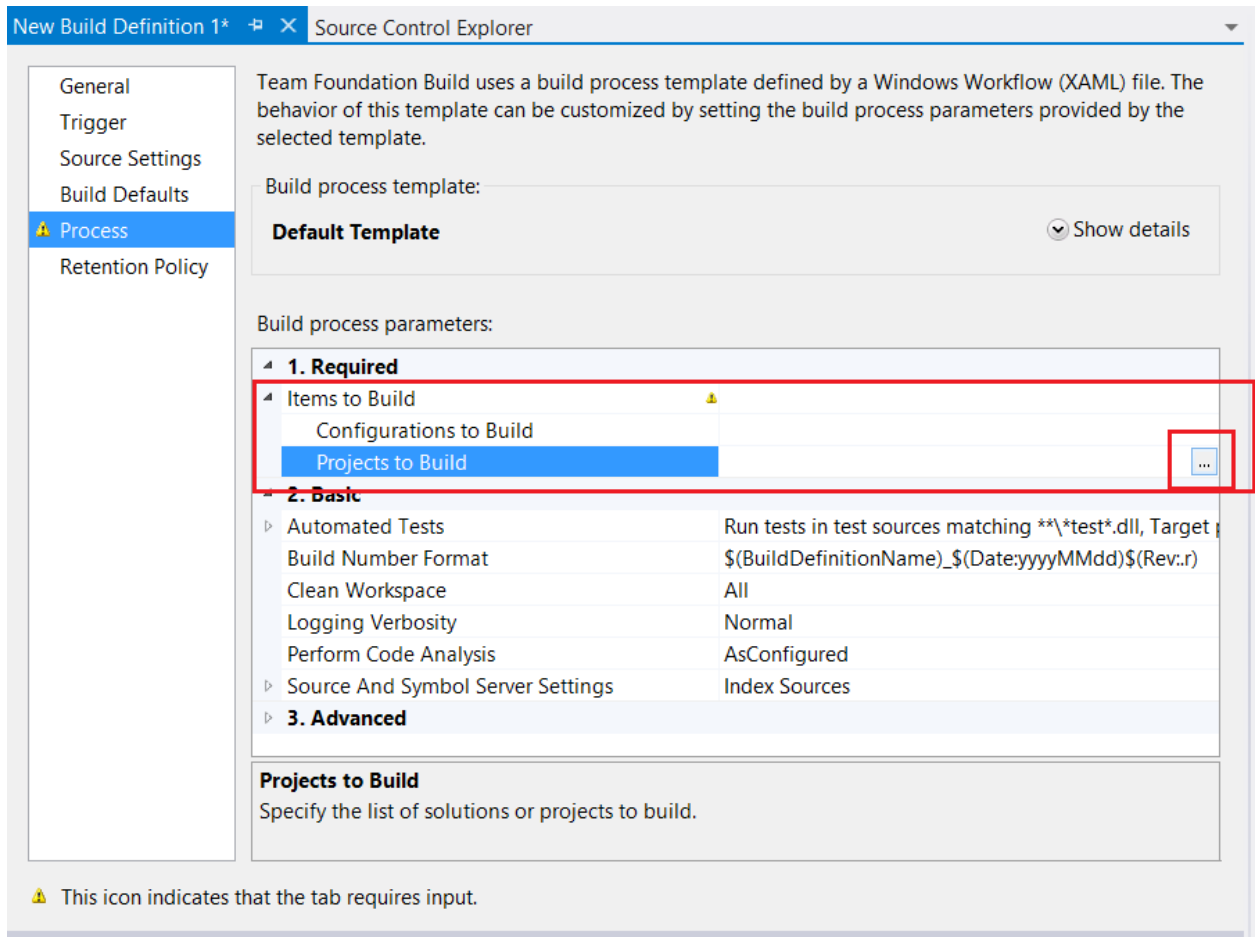 New Build Definition 1*
Source Control Explorer
General
Trigger
Source Settings
Build Defaults
Process
Retention Policy
Team Foundation Build uses a build process template defined by a Windows Workflow (XAML) file. The
behavior of this template can be customized by setting the build process parameters provided by the
selected template.
Build process template:
Default Template
Show details
Build process parameters:
1. Required
Items to Build
Configurations to Build
Projects to Build
...
2. Basic
Automated Tests Run tests in test sources matching **\*test*.dll, Target
Build Number Format $(BuildDefinitionName)_$(Date:yyyyMMdd)$(Rev:.r)
Clean Workspace All
Logging Verbosity Normal
Perform Code Analysis AsConfigured
Source And Symbol Server Settings Index Sources
3. Advanced
Projects to Build
Specify the list of solutions or projects to build.
This icon indicates that the tab requires input.